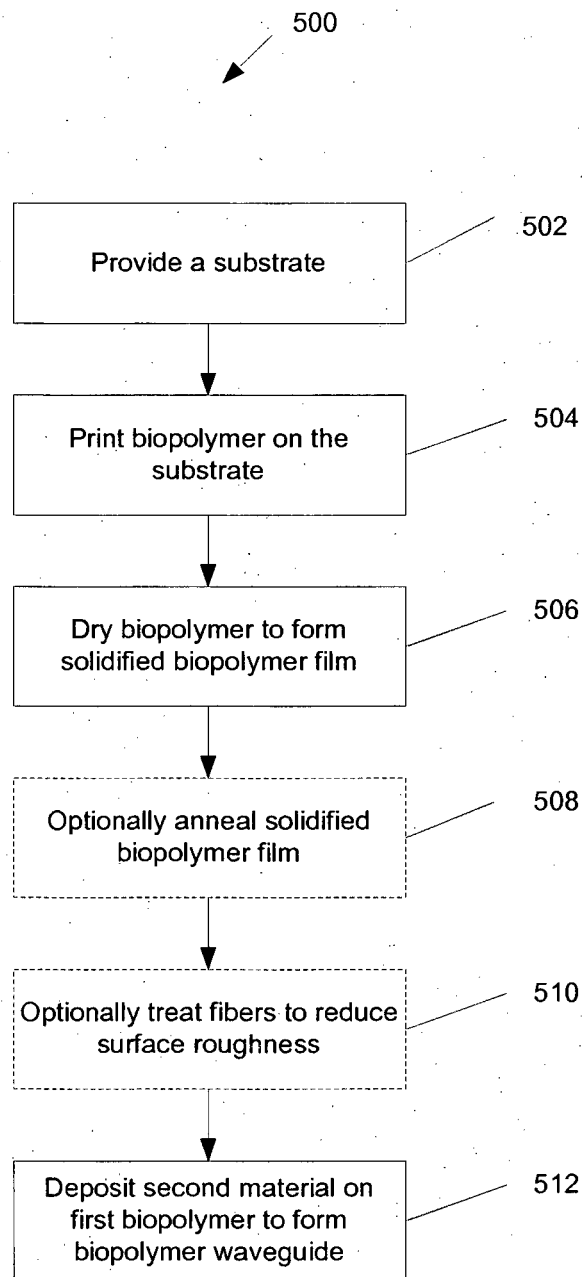 500
Provide a substrate
502
Print biopolymer on the
substrate
504
Dry biopolymer to form
solidified biopolymer film
506
Optionally anneal solidified
biopolymer film
508
Optionally treat fibers to reduce
surface roughness
510
Deposit second material on
first biopolymer to form
biopolymer waveguide
512